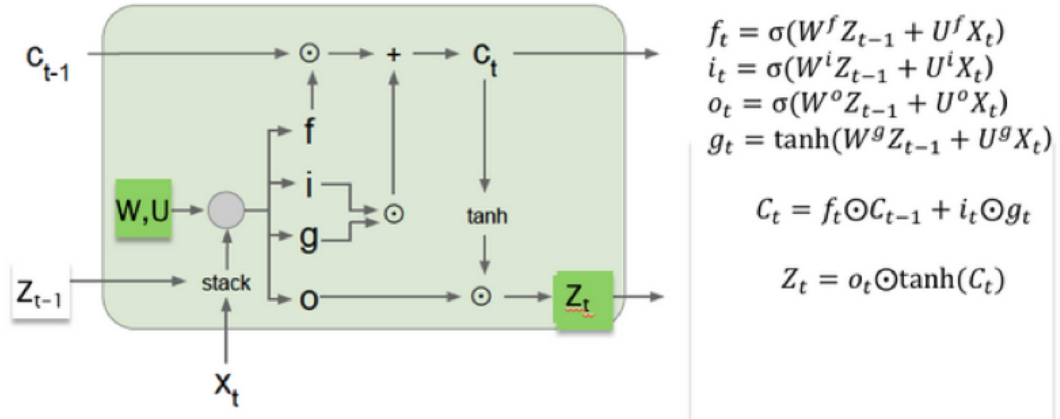 C_{t-1}
⊙
+
C_t
f
i
g
o
⊙
tanh
W,U
Z_{t-1}
stack
⊙
Z_t
X_t
f_t = σ(W^f Z_{t-1} + U^f X_t)
i_t = σ(W^i Z_{t-1} + U^i X_t)
o_t = σ(W^o Z_{t-1} + U^o X_t)
g_t = tanh(W^g Z_{t-1} + U^g X_t)
C_t = f_t⊙C_{t-1} + i_t⊙g_t
Z_t = o_t⊙tanh(C_t)